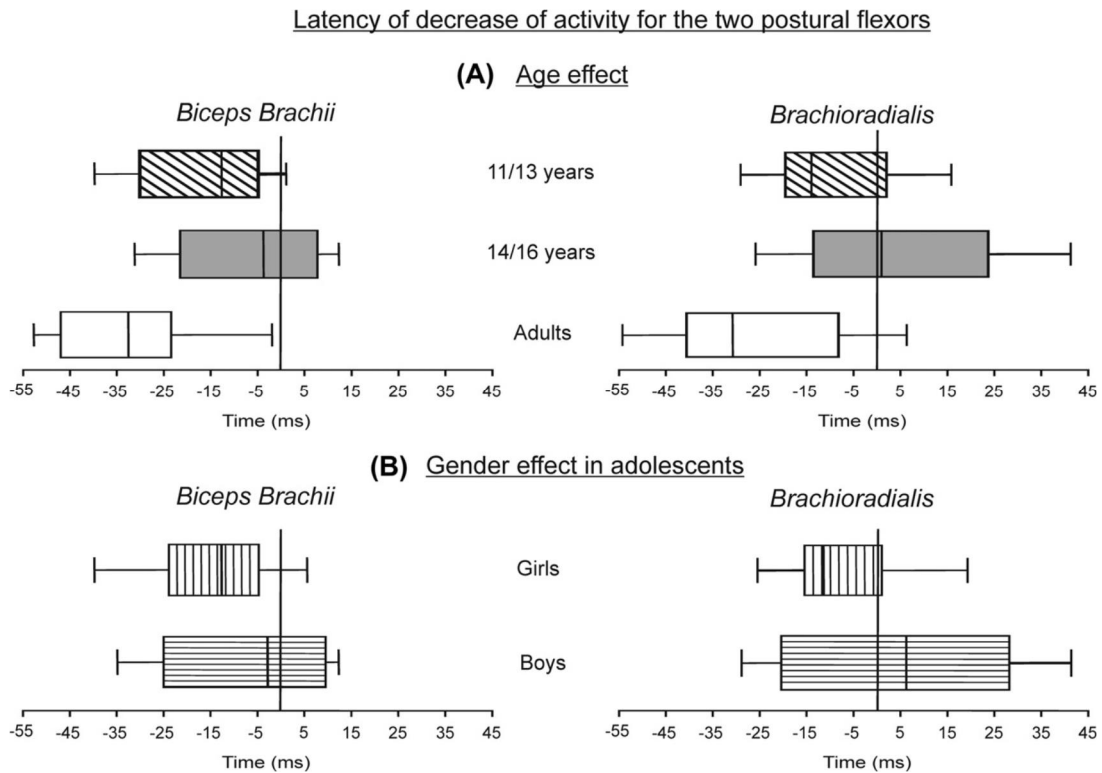 Latency of decrease of activity for the two postural flexors
(A) Age effect
Biceps Brachii
Brachioradialis
11/13 years
14/16 years
Adults
-55 -45 -35 -25 -15 -5 5 15 25 35 45
Time (ms)
-55 -45 -35 -25 -15 -5 5 15 25 35 45
Time (ms)
(B) Gender effect in adolescents
Biceps Brachii
Brachioradialis
Girls
Boys
-55 -45 -35 -25 -15 -5 5 15 25 35 45
Time (ms)
-55 -45 -35 -25 -15 -5 5 15 25 35 45
Time (ms)